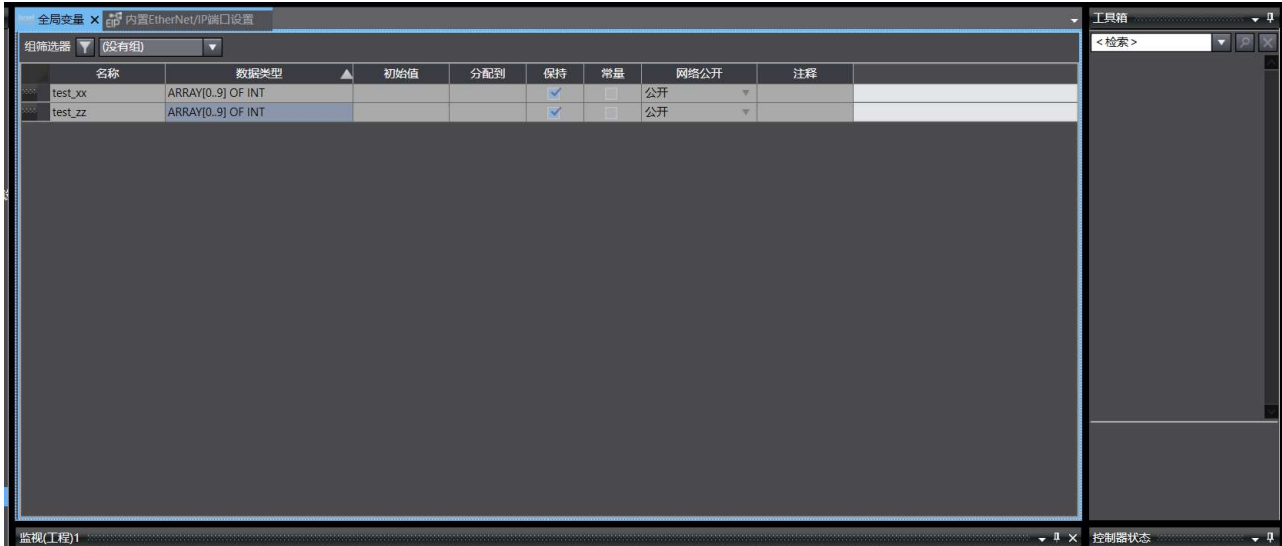 全局变量 内置EtherNet/IP端口设置 工具箱
组筛选器 (没有组) <检索>
名称 数据类型 初始值 分配到 保持 常量 网络公开 注释
test_xx ARRAY[0..9] OF INT 公开
test_zz ARRAY[0..9] OF INT 公开
监视(工程)1 控制器状态